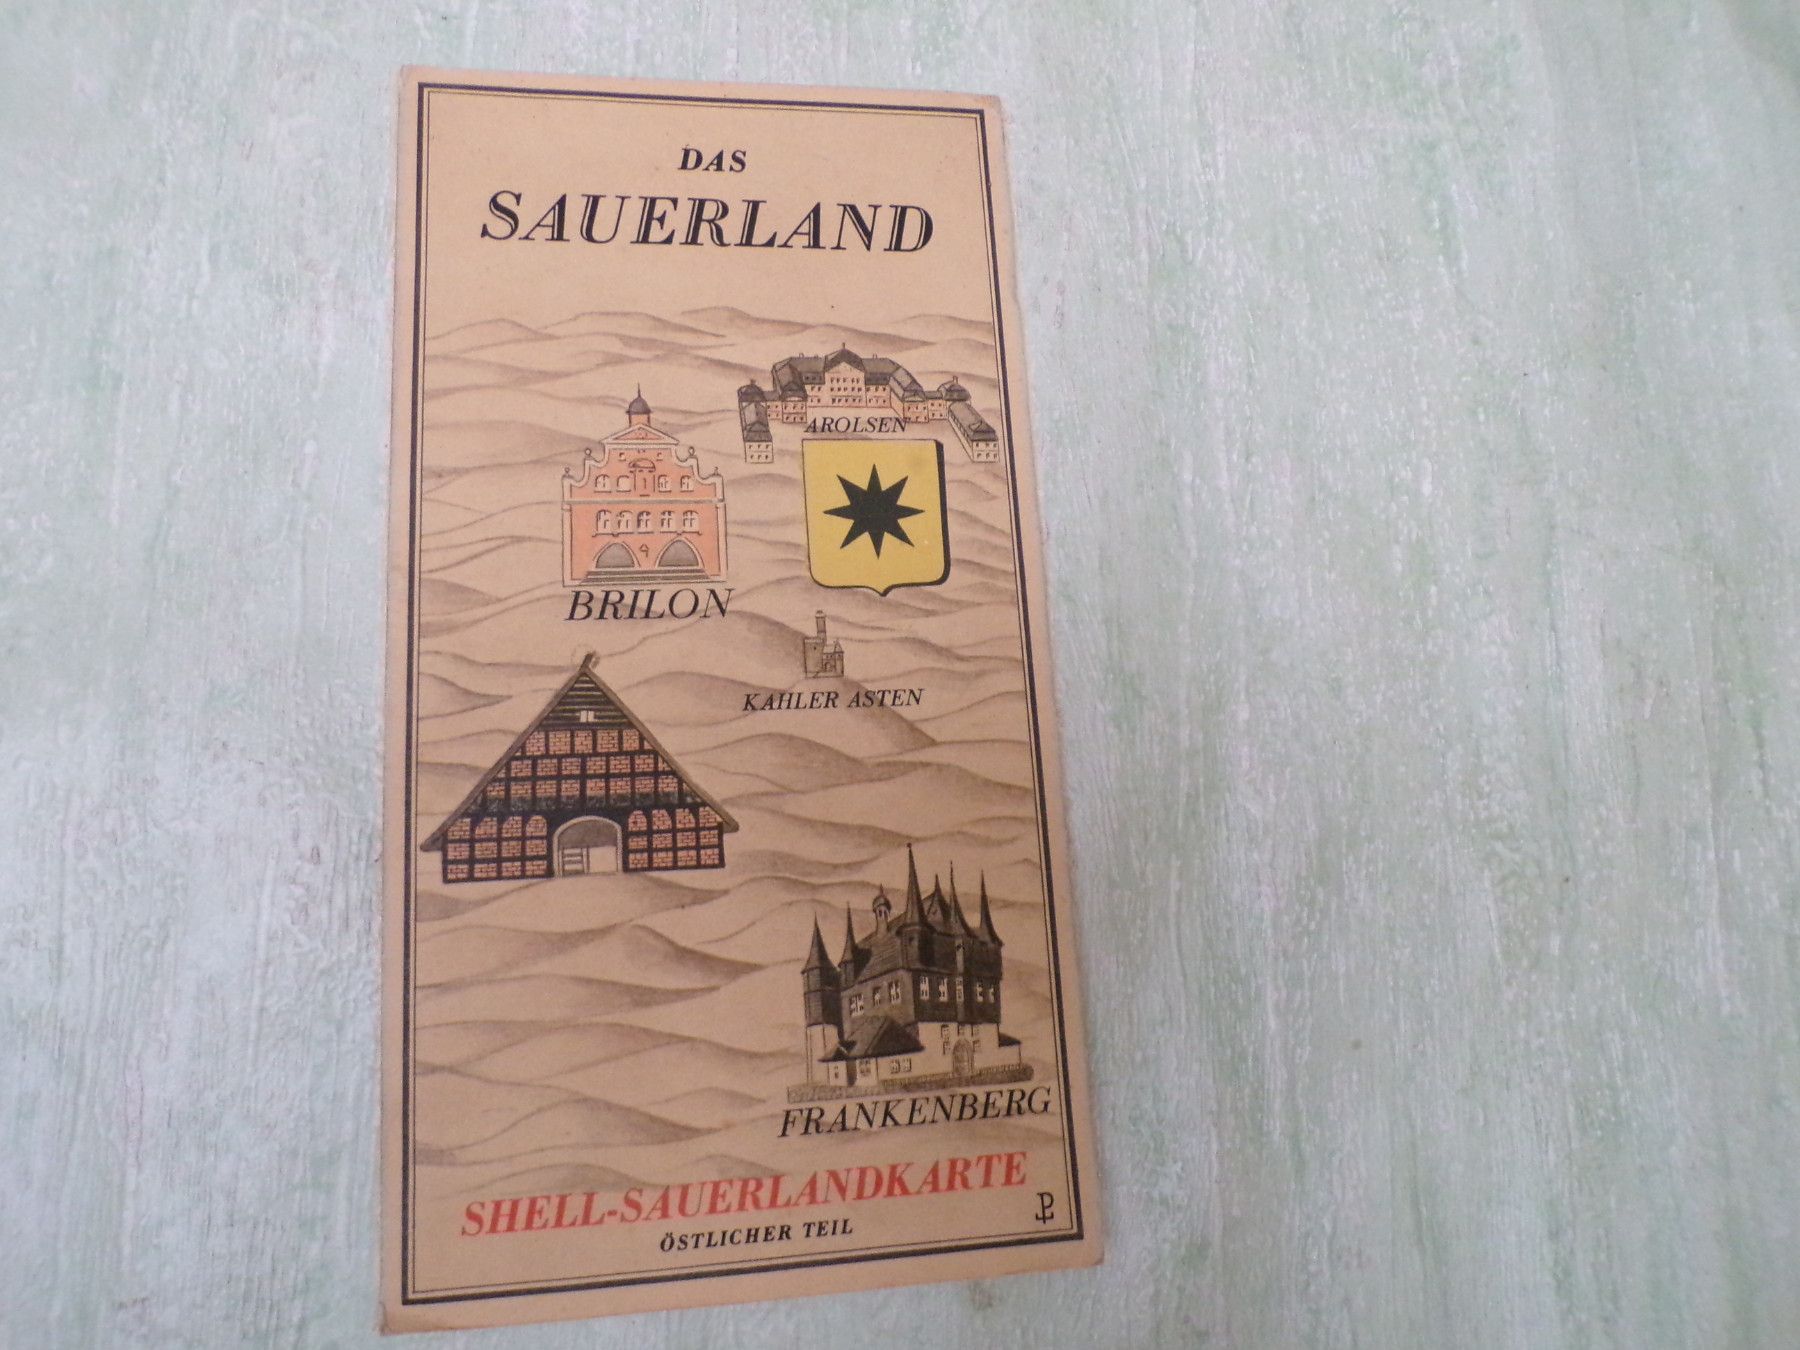 DAS
SAUERLAND
AROLSEN
BRILON
KAHLER ASTEN
FRANKENBERG
SHELL-SAUERLANDKARTE
ÖSTLICHER TEIL